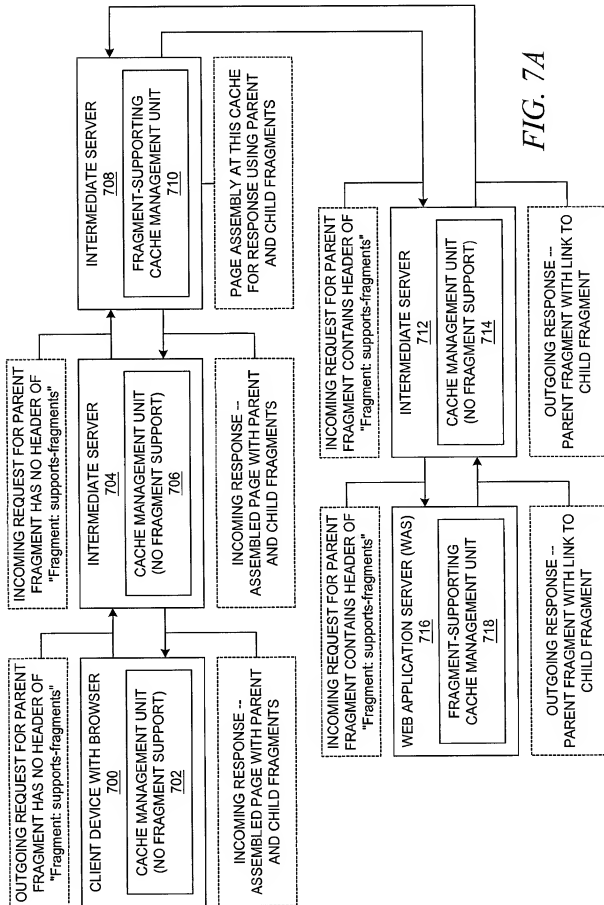 OUTGOING REQUEST FOR PARENT
FRAGMENT HAS NO HEADER OF
"Fragment: supports-fragments"
CLIENT DEVICE WITH BROWSER
700
CACHE MANAGEMENT UNIT
(NO FRAGMENT SUPPORT)
702
INCOMING RESPONSE --
ASSEMBLED PAGE WITH PARENT
AND CHILD FRAGMENTS
INCOMING REQUEST FOR PARENT
FRAGMENT HAS NO HEADER OF
"Fragment: supports-fragments"
INTERMEDIATE SERVER
704
CACHE MANAGEMENT UNIT
(NO FRAGMENT SUPPORT)
706
INCOMING RESPONSE --
ASSEMBLED PAGE WITH PARENT
AND CHILD FRAGMENTS
INTERMEDIATE SERVER
708
FRAGMENT-SUPPORTING
CACHE MANAGEMENT UNIT
710
PAGE ASSEMBLY AT THIS CACHE
FOR RESPONSE USING PARENT
AND CHILD FRAGMENTS
INCOMING REQUEST FOR PARENT
FRAGMENT CONTAINS HEADER OF
"Fragment: supports-fragments"
WEB APPLICATION SERVER (WAS)
716
FRAGMENT-SUPPORTING
CACHE MANAGEMENT UNIT
718
OUTGOING RESPONSE --
PARENT FRAGMENT WITH LINK TO
CHILD FRAGMENT
INCOMING REQUEST FOR PARENT
FRAGMENT CONTAINS HEADER OF
"Fragment: supports-fragments"
INTERMEDIATE SERVER
712
CACHE MANAGEMENT UNIT
(NO FRAGMENT SUPPORT)
714
OUTGOING RESPONSE --
PARENT FRAGMENT WITH LINK TO
CHILD FRAGMENT
FIG. 7A